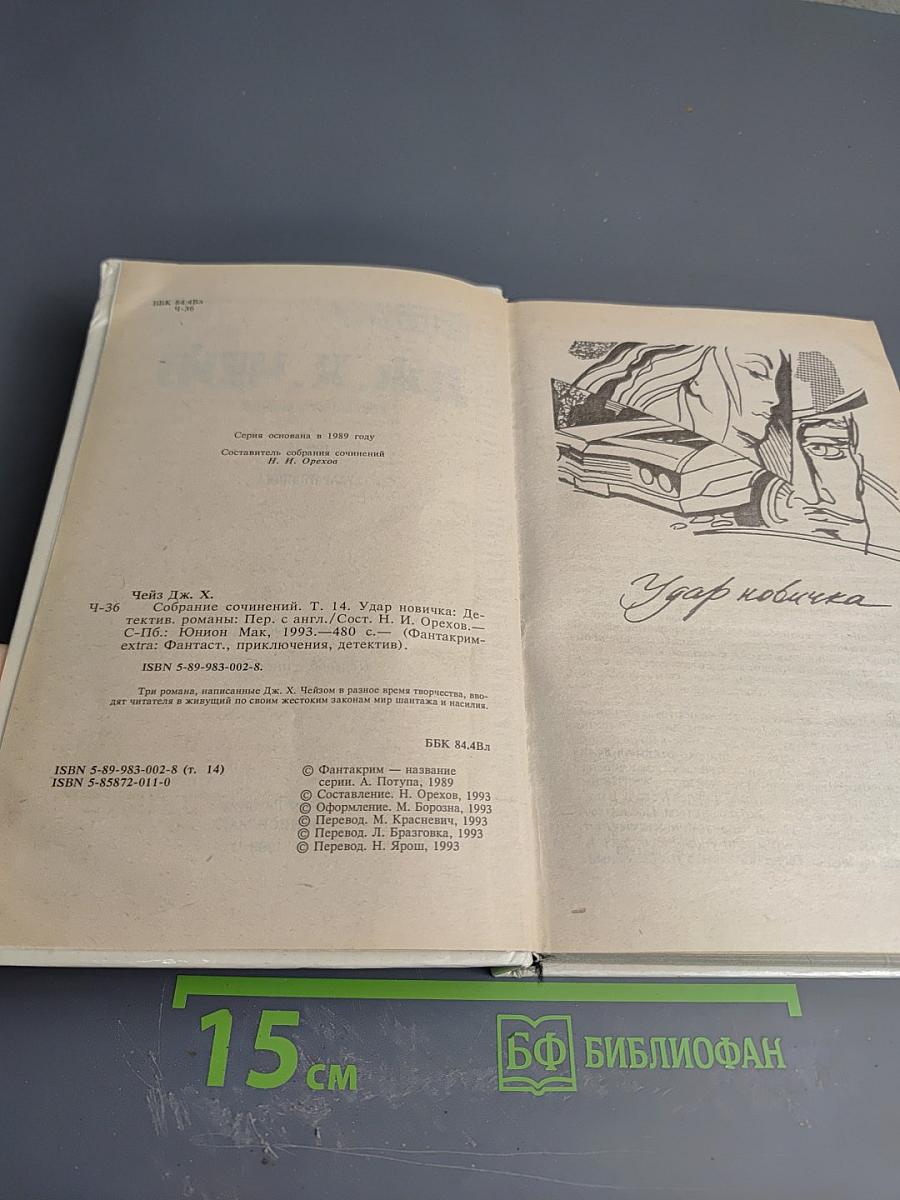 ББК 84.4Вл
Ч-36
Серия основана в 1989 году
Составитель собрания сочинений
Н. И. Орехов
Чейз Дж. Х.
Ч-36 Собрание сочинений. Т. 14. Удар новичка: Де-
тектив. романы: Пер. с англ./Сост. Н. И. Орехов.—
С-Пб.: Юнион Мак, 1993.—480 с.— (Фантакрим-
extra: Фантаст., приключения, детектив).
ISBN 5-89-983-002-8.
Три романа, написанные Дж. Х. Чейзом в разное время творчества, вво-
дят читателя в живущий по своим жестоким законам мир шантажа и насилия.
ББК 84.4Вл
ISBN 5-89-983-002-8 (т. 14)
ISBN 5-85872-011-0
© Фантакрим — название
серии. А. Потупа, 1989
© Составление. Н. Орехов, 1993
© Оформление. М. Борозна, 1993
© Перевод. М. Красневич, 1993
© Перевод. Л. Бразговка, 1993
© Перевод. Н. Ярош, 1993
Удар новичка
15 см
БФ БИБЛИОФАН